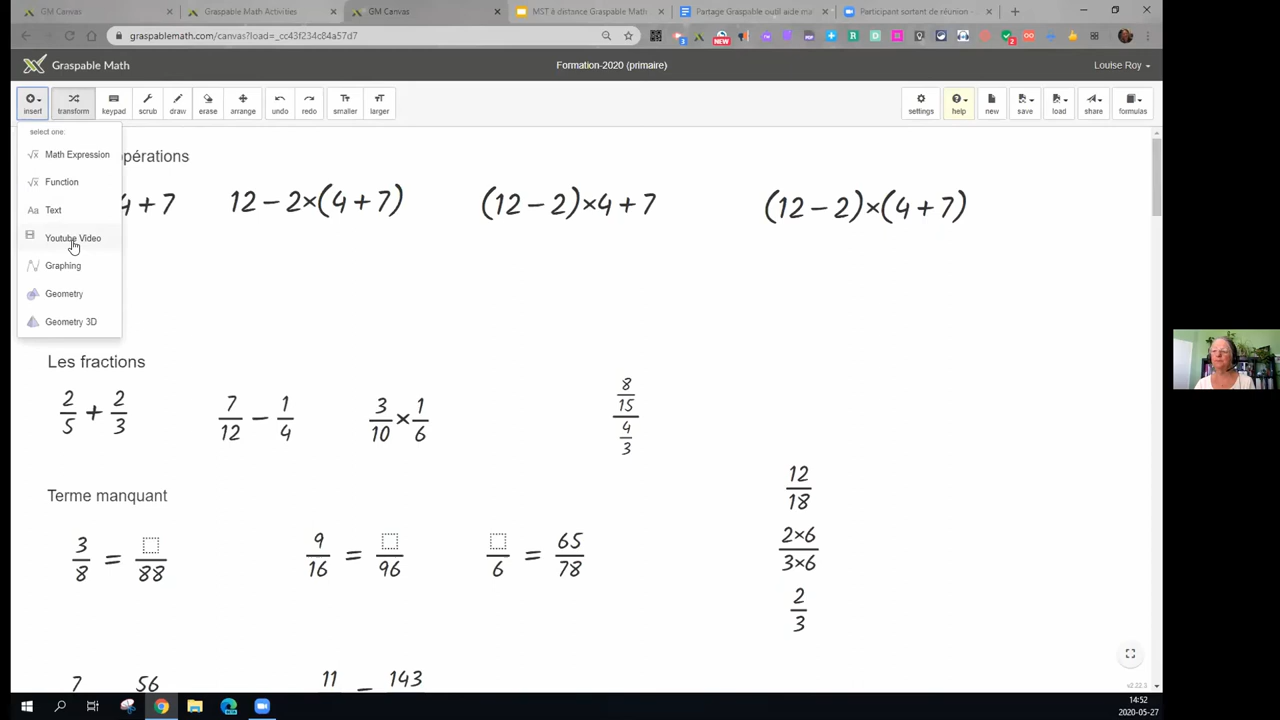 GM Canvas
Graspable Math Activities
GM Canvas
MST à distance Graspable Math
Partage Graspable outil aide ma
Participant sortant de réunion -
graspablemath.com/canvas?load=_cc43f234c84a57d7
NEW
Graspable Math
Formation-2020 (primaire)
Louise Roy
insert transform keypad scrub draw erase arrange undo redo smaller larger settings help new save load share formulas
select one:
Math Expression
Function
Text
Youtube Video
Graphing
Geometry
Geometry 3D
opérations
4 + 7
12 − 2×(4 + 7)
(12 − 2)×4 + 7
(12 − 2)×(4 + 7)
Les fractions
2/5 + 2/3
7/12 − 1/4
3/10 × 1/6
8/15 / 4/3
12/18
2×6/3×6
2/3
Terme manquant
3/8 = ⬚/88
9/16 = ⬚/96
⬚/6 = 65/78
7 56
11 = 143
v2.22.3
14:52
2020-05-27